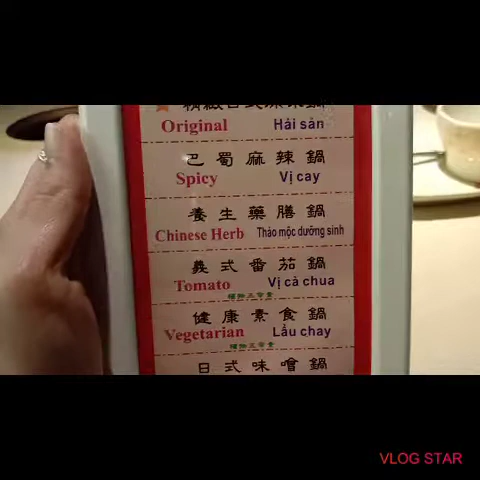 Original Hải sản
巴蜀麻辣鍋
Spicy Vị cay
養生藥膳鍋
Chinese Herb Thảo mộc dưỡng sinh
義式番茄鍋
Tomato Vị cà chua
健康素食鍋
Vegetarian Lẩu chay
日式味噌鍋
VLOG STAR